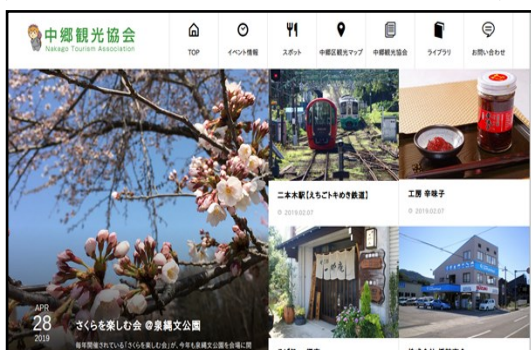 中郷観光協会
Nakago Tourism Association
TOP
イベント情報
スポット
中郷区観光マップ
中郷観光協会
ライブラリ
お問い合わせ
二本木駅【えちごトキめき鉄道】
2019.02.07
工房 辛味子
2019.02.07
APR
28
2019
さくらを楽しむ会 @泉縄文公園
毎年開催されている「さくらを楽しむ会」が、今年も泉縄文公園を会場に開